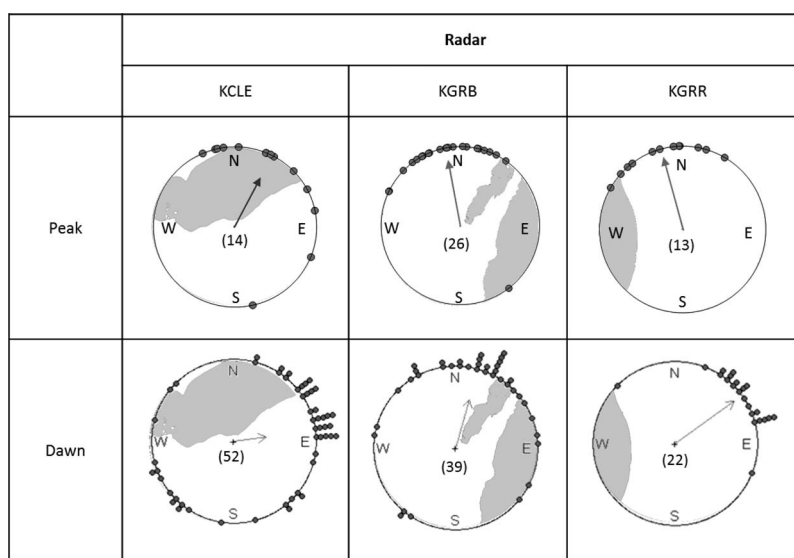 Radar
KCLE
KGRB
KGRR
Peak
N
W
E
(14)
S
N
W
E
(26)
S
N
W
E
(13)
S
Dawn
N
W
E
(52)
S
N
W
E
(39)
S
N
W
E
(22)
S